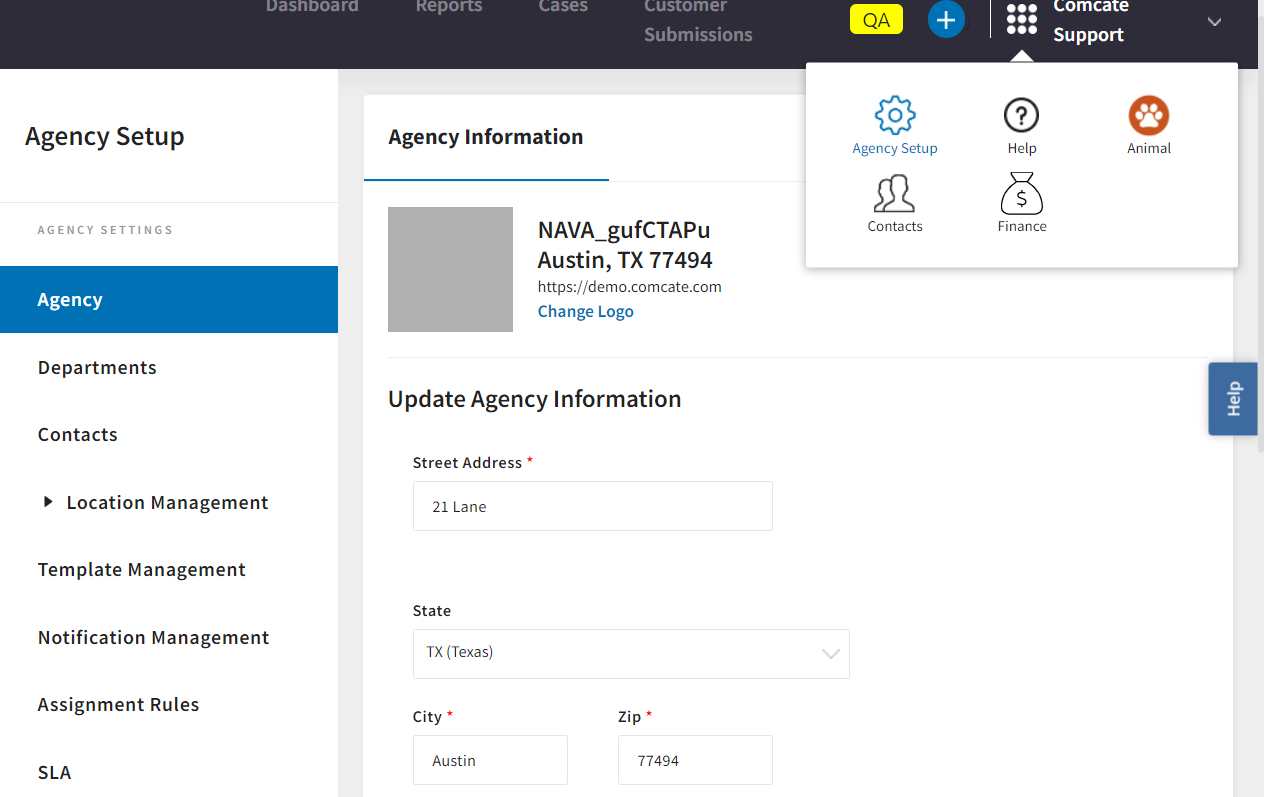 Dashboard
Reports
Cases
Customer
Submissions
QA
Comcate
Support
Agency Setup
Help
Animal
Contacts
Finance
Agency Setup
AGENCY SETTINGS
Agency
Departments
Contacts
Location Management
Template Management
Notification Management
Assignment Rules
SLA
Agency Information
NAVA_gufCTAPu
Austin, TX 77494
https://demo.comcate.com
Change Logo
Update Agency Information
Street Address *
21 Lane
State
TX (Texas)
City *
Zip *
Austin
77494
Help